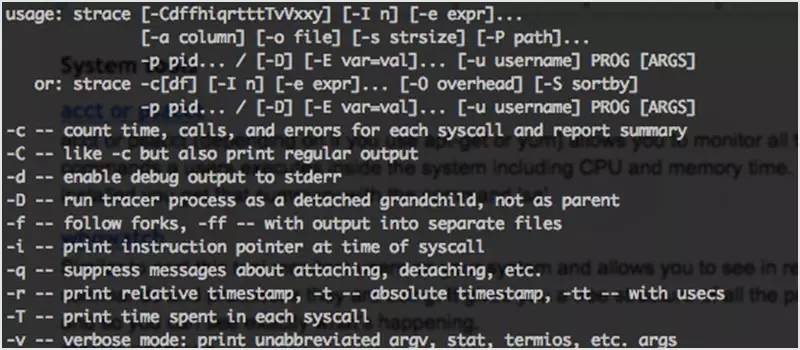 usage: strace [-CdffhiqrtttTvVxxy] [-I n] [-e expr]...
[-a column] [-o file] [-s strsize] [-P path]...
-p pid... / [-D] [-E var=val]... [-u username] PROG [ARGS]
or: strace -c[df] [-I n] [-e expr]... [-O overhead] [-S sortby]
-p pid... / [-D] [-E var=val]... [-u username] PROG [ARGS]
-c -- count time, calls, and errors for each syscall and report summary
-C -- like -c but also print regular output
-d -- enable debug output to stderr
-D -- run tracer process as detached grandchild, not as parent
-f -- follow forks, -ff -- with output into separate files
-i -- print instruction pointer at time of syscall
-q -- suppress messages about attaching, detaching, etc.
-r -- print relative timestamp, -t -- absolute timestamp, -tt -- with usecs
-T -- print time spent in each syscall
-v -- verbose mode: print unabbreviated argv, stat, termios, etc. args